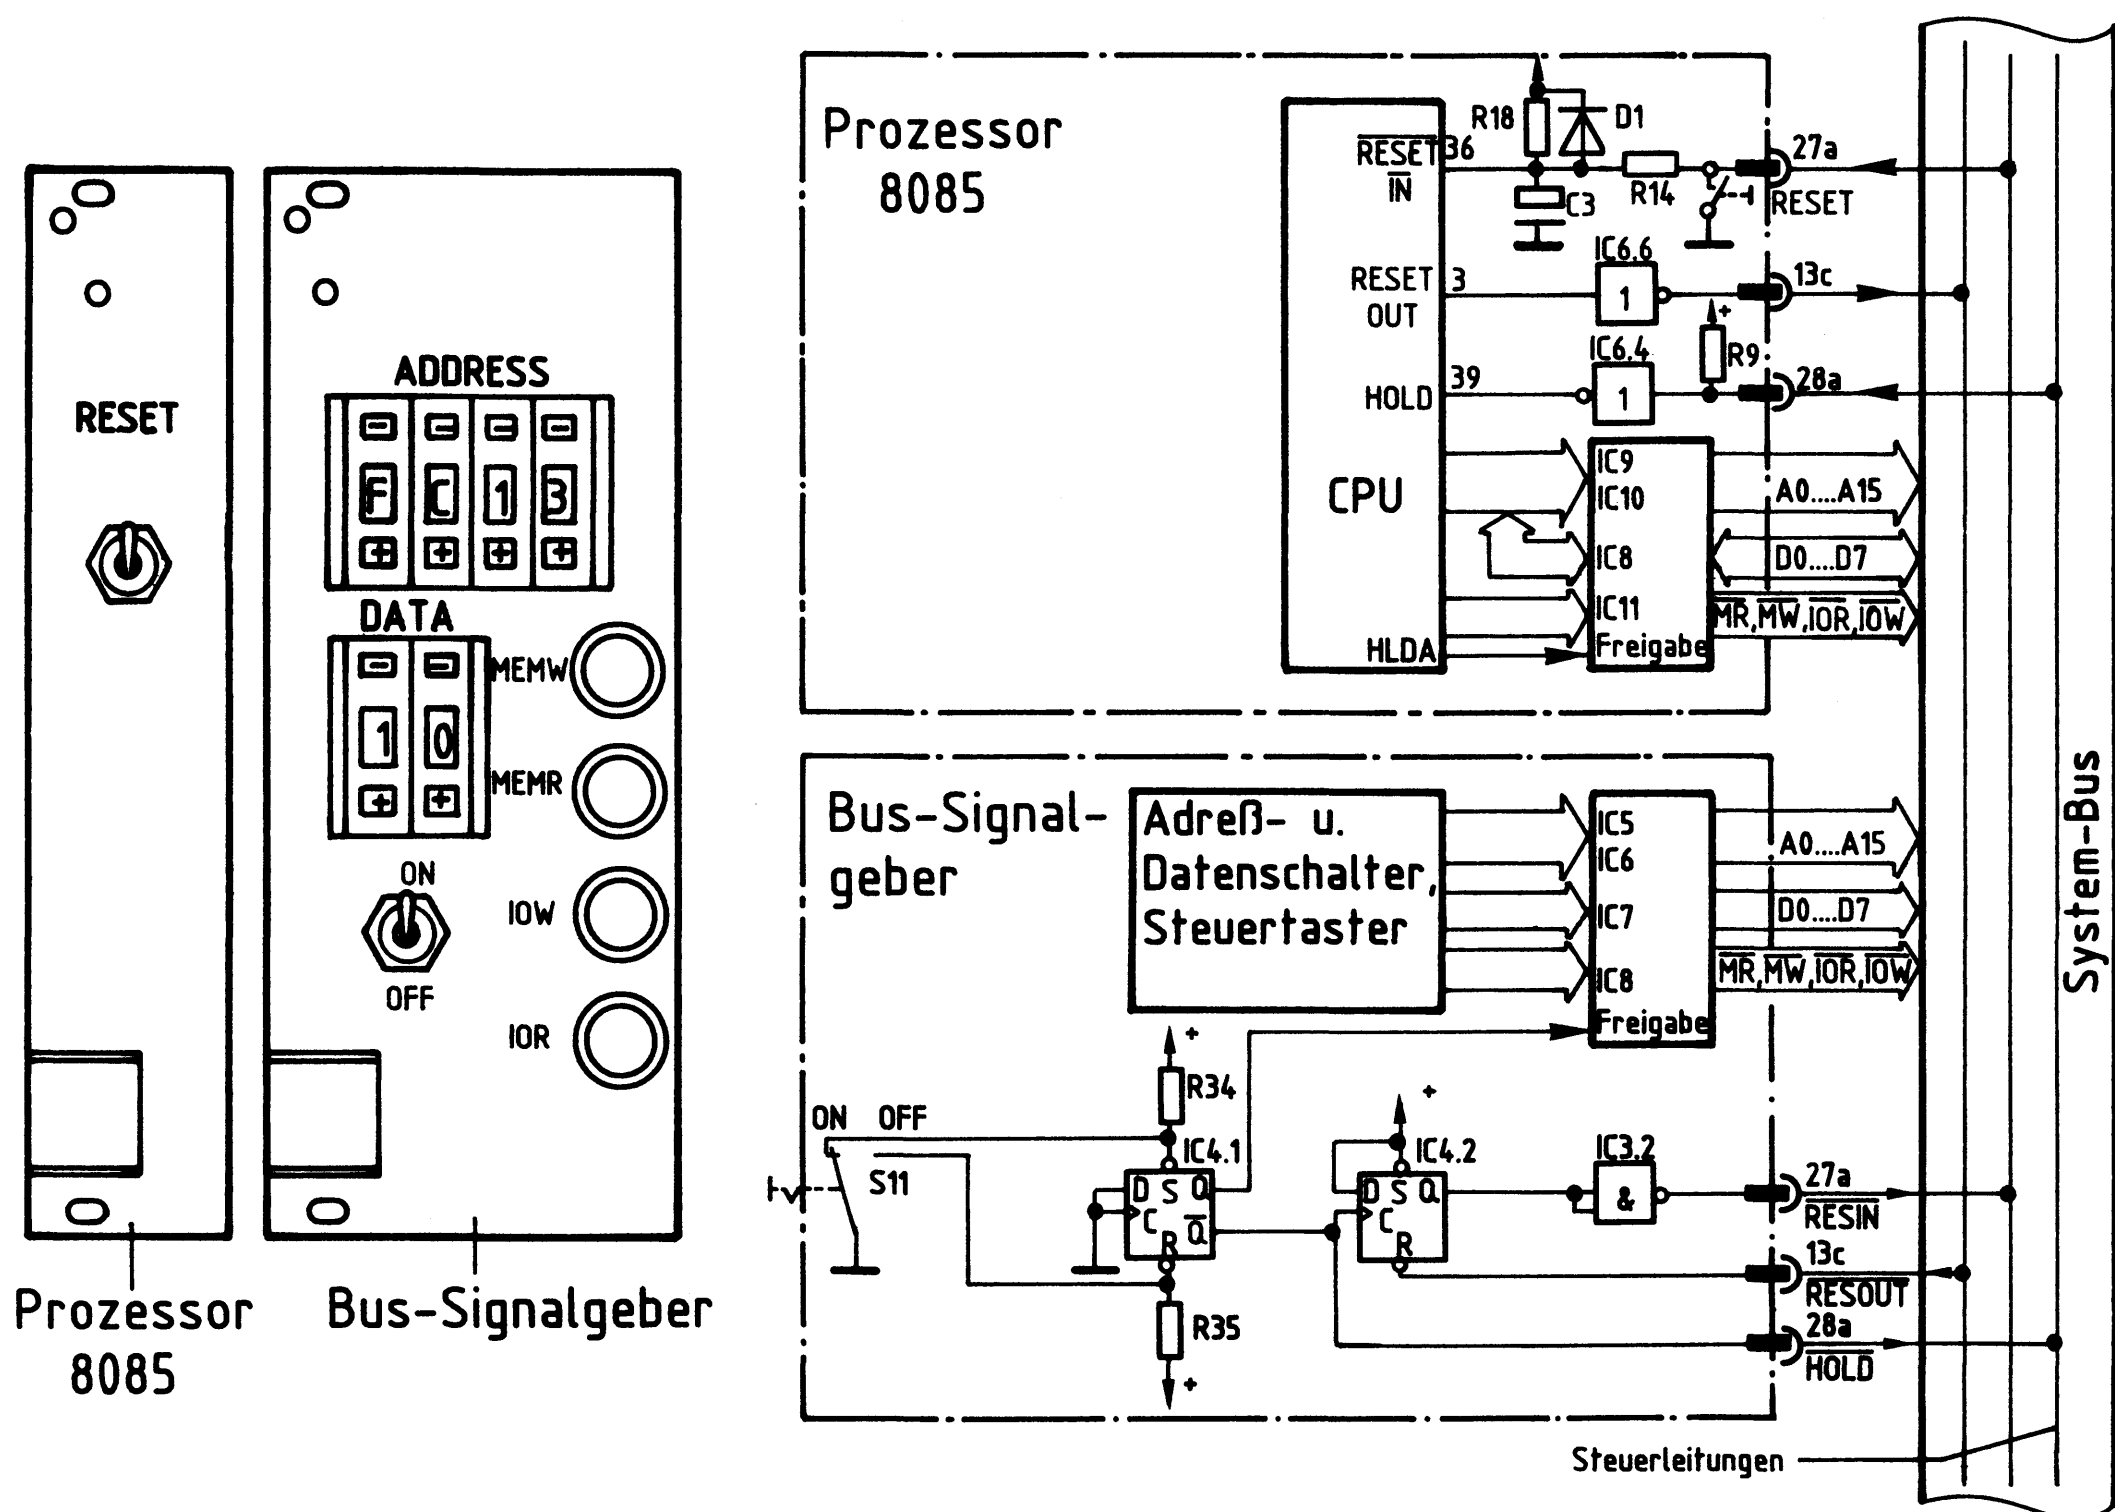 RESET
Prozessor
8085
ADDRESS
F C 1 3
DATA
1 0
MEMW
MEMR
ON
IOW
OFF
IOR
Bus-Signalgeber
Prozessor
8085
CPU
RESET 36
IN
RESET 3
OUT
HOLD 39
HLDA
R18
D1
C3
R14
27a
RESET
IC6.6
1
13c
IC6.4
1
+
R9
28a
IC9
IC10
IC8
IC11
Freigabe
A0....A15
D0....D7
MR, MW, IOR, IOW
Bus-Signal-
geber
Adreß- u.
Datenschalter,
Steuertaster
IC5
IC6
IC7
IC8
Freigabe
A0....A15
D0....D7
MR, MW, IOR, IOW
ON OFF
S11
+
R34
IC4.1
D S Q
C Q
R
R35
+
+
IC4.2
D S Q
C
R
IC3.2
&
27a
RESIN
13c
RESOUT
28a
HOLD
System-Bus
Steuerleitungen